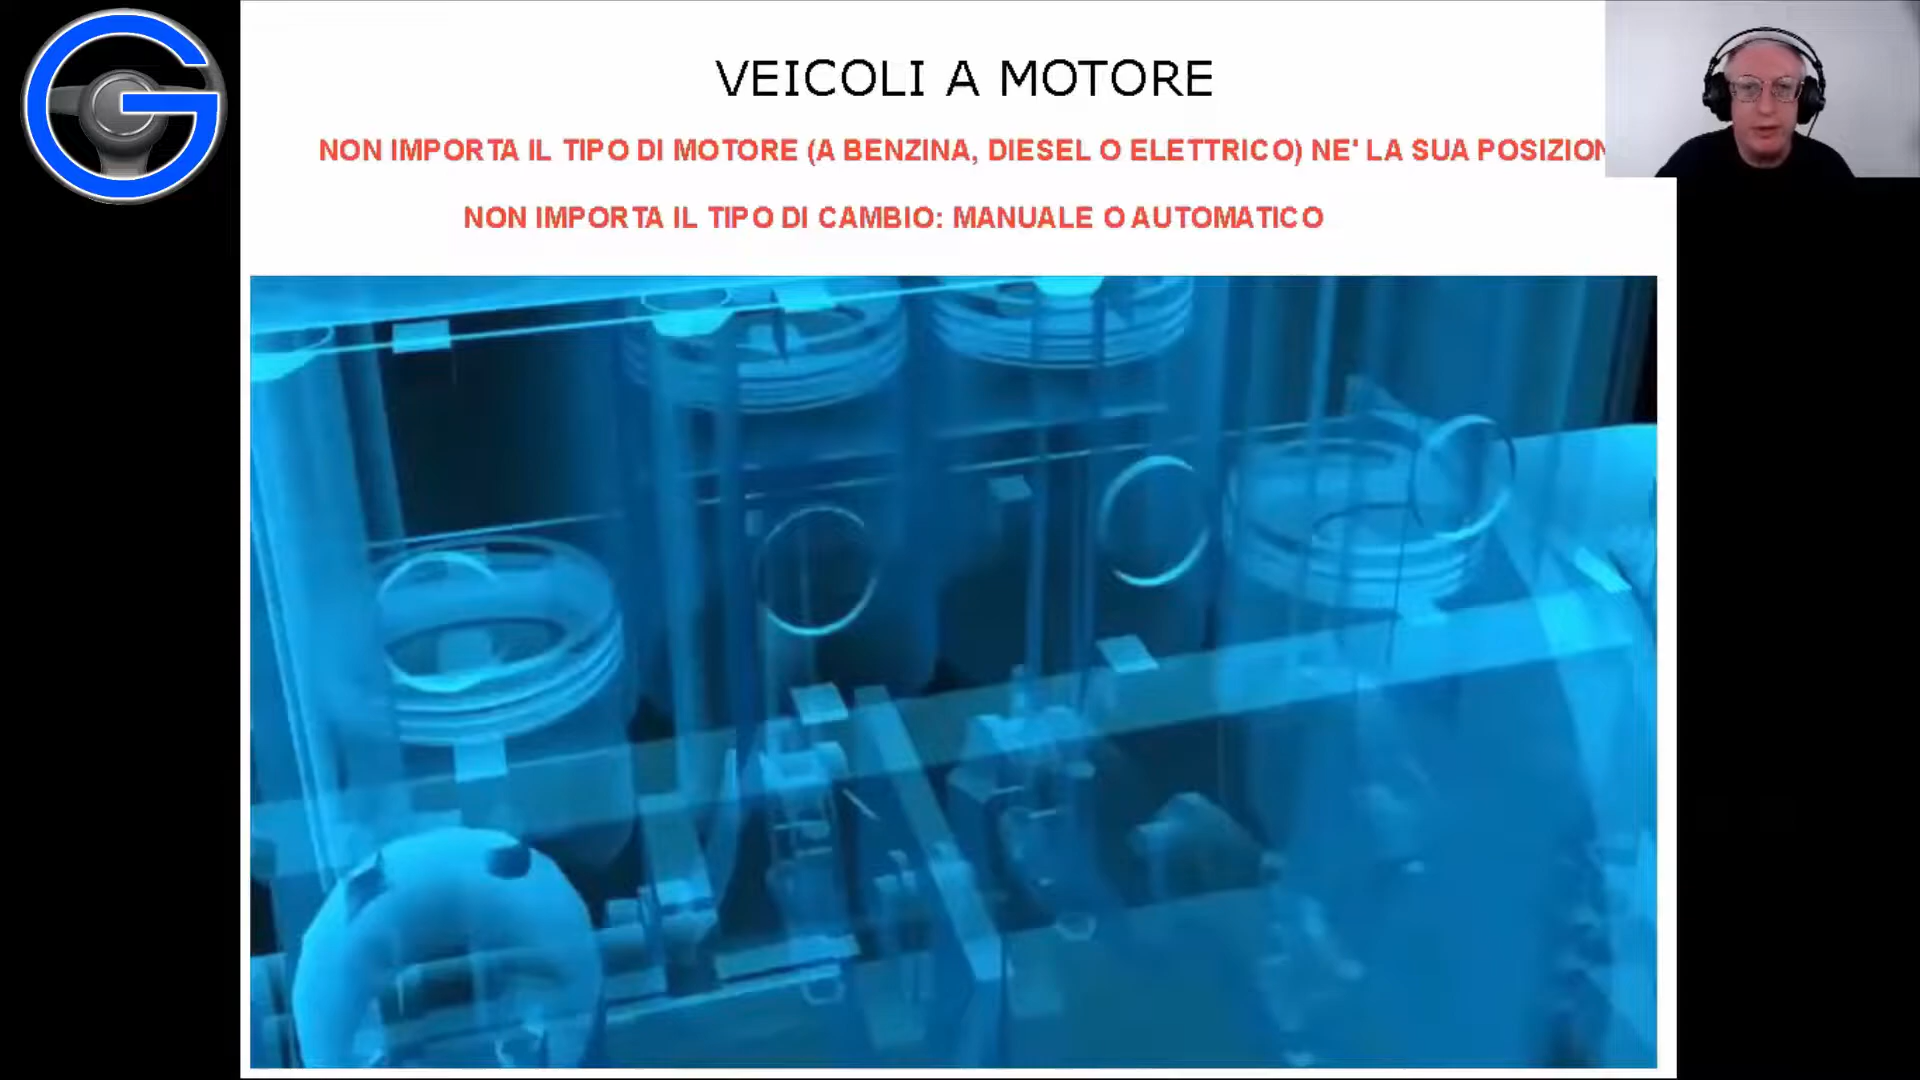 G
VEICOLI A MOTORE
NON IMPORTA IL TIPO DI MOTORE (A BENZINA, DIESEL O ELETTRICO) NE' LA SUA
NON IMPORTA IL TIPO DI CAMBIO: MANUALE O AUTOMATICO